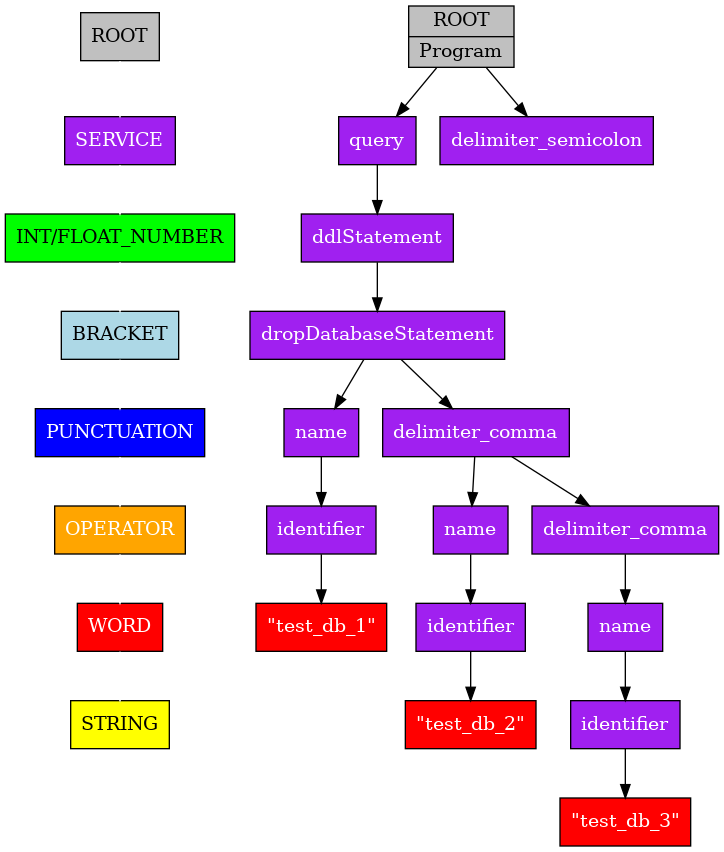 ROOT
ROOT
Program
SERVICE
query
delimiter_semicolon
INT/FLOAT_NUMBER
ddlStatement
BRACKET
dropDatabaseStatement
PUNCTUATION
name
delimiter_comma
OPERATOR
identifier
name
delimiter_comma
WORD
"test_db_1"
identifier
name
STRING
"test_db_2"
identifier
"test_db_3"